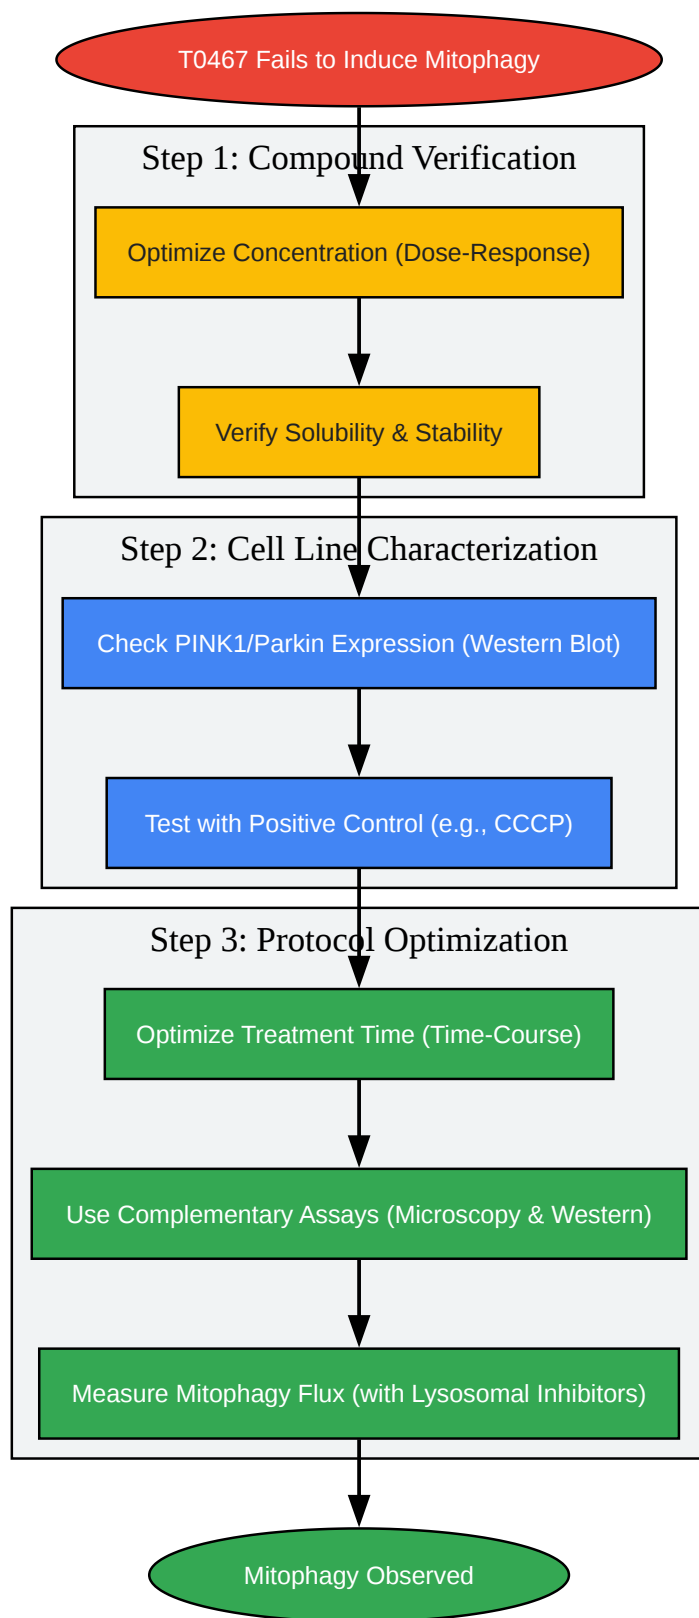 T0467 Fails to Induce Mitophagy
Step 1: Compound Verification
Optimize Concentration (Dose-Response)
Verify Solubility & Stability
Step 2: Cell Line Characterization
Check PINK1/Parkin Expression (Western Blot)
Test with Positive Control (e.g., CCCP)
Step 3: Protocol Optimization
Optimize Treatment Time (Time-Course)
Use Complementary Assays (Microscopy & Western)
Measure Mitophagy Flux (with Lysosomal Inhibitors)
Mitophagy Observed